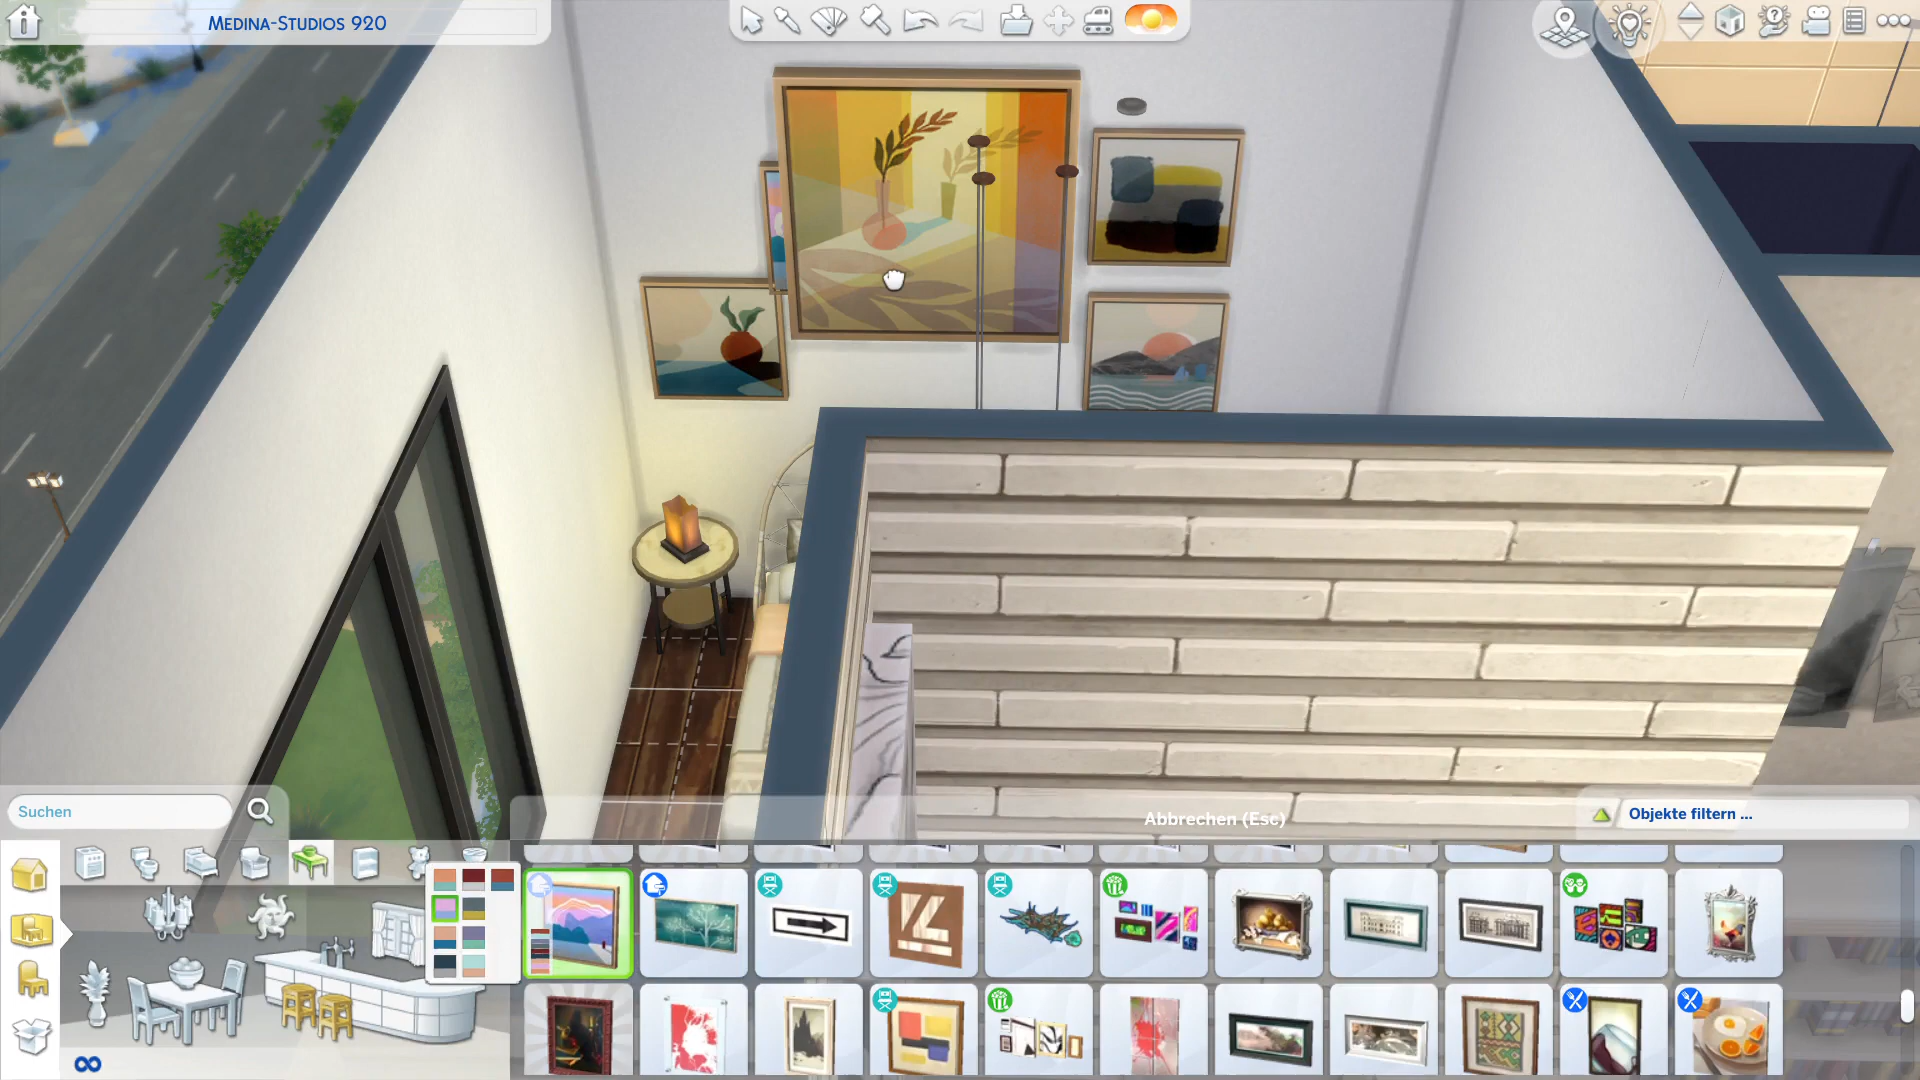 Medina-Studios 920
Suchen
Abbrechen (Esc)
Objekte filtern ...